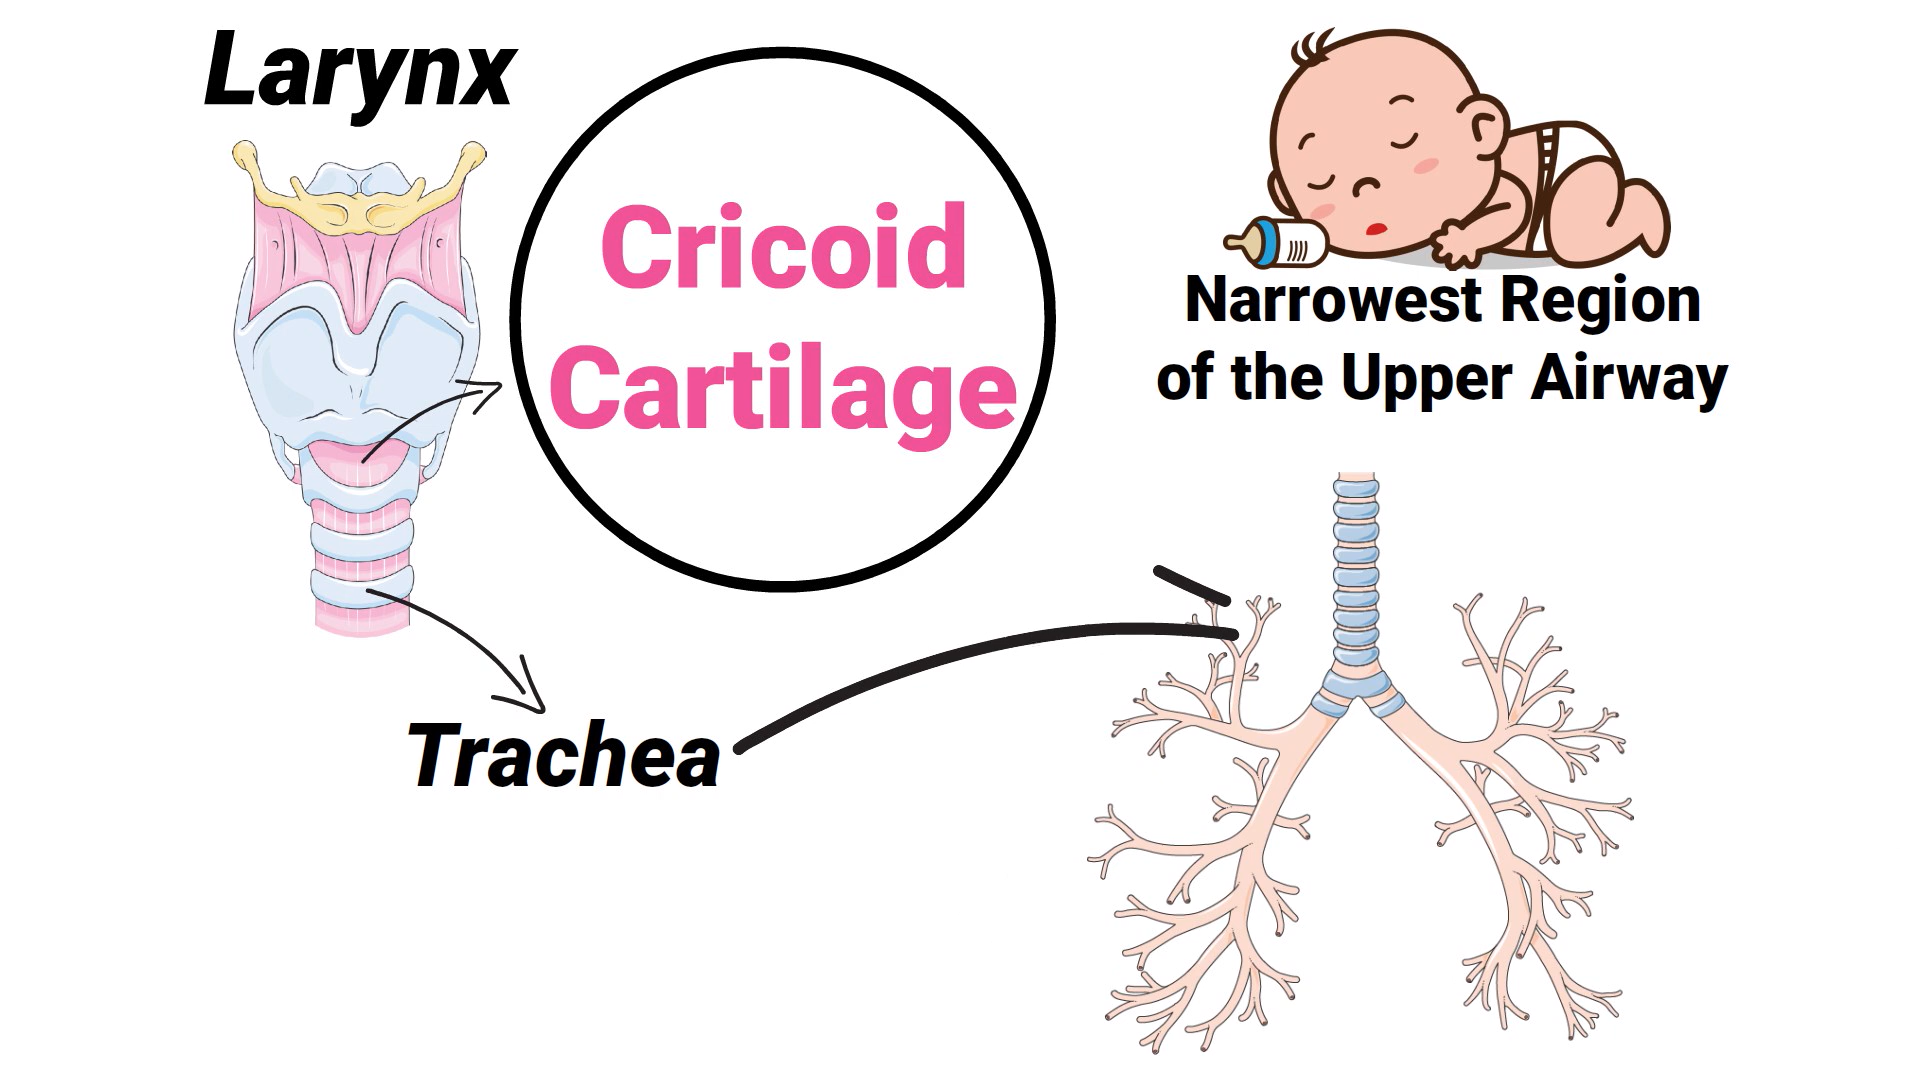 Larynx
Cricoid
Cartilage
Narrowest Region
of the Upper Airway
Trachea